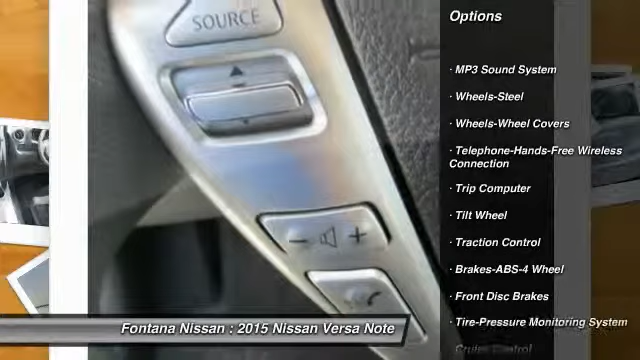 SOURCE
Options
· MP3 Sound System
· Wheels-Steel
· Wheels-Wheel Covers
· Telephone-Hands-Free Wireless
Connection
· Trip Computer
· Tilt Wheel
· Traction Control
· Brakes-ABS-4 Wheel
· Front Disc Brakes
· Tire-Pressure Monitoring System
· Cruise Control
Fontana Nissan : 2015 Nissan Versa Note